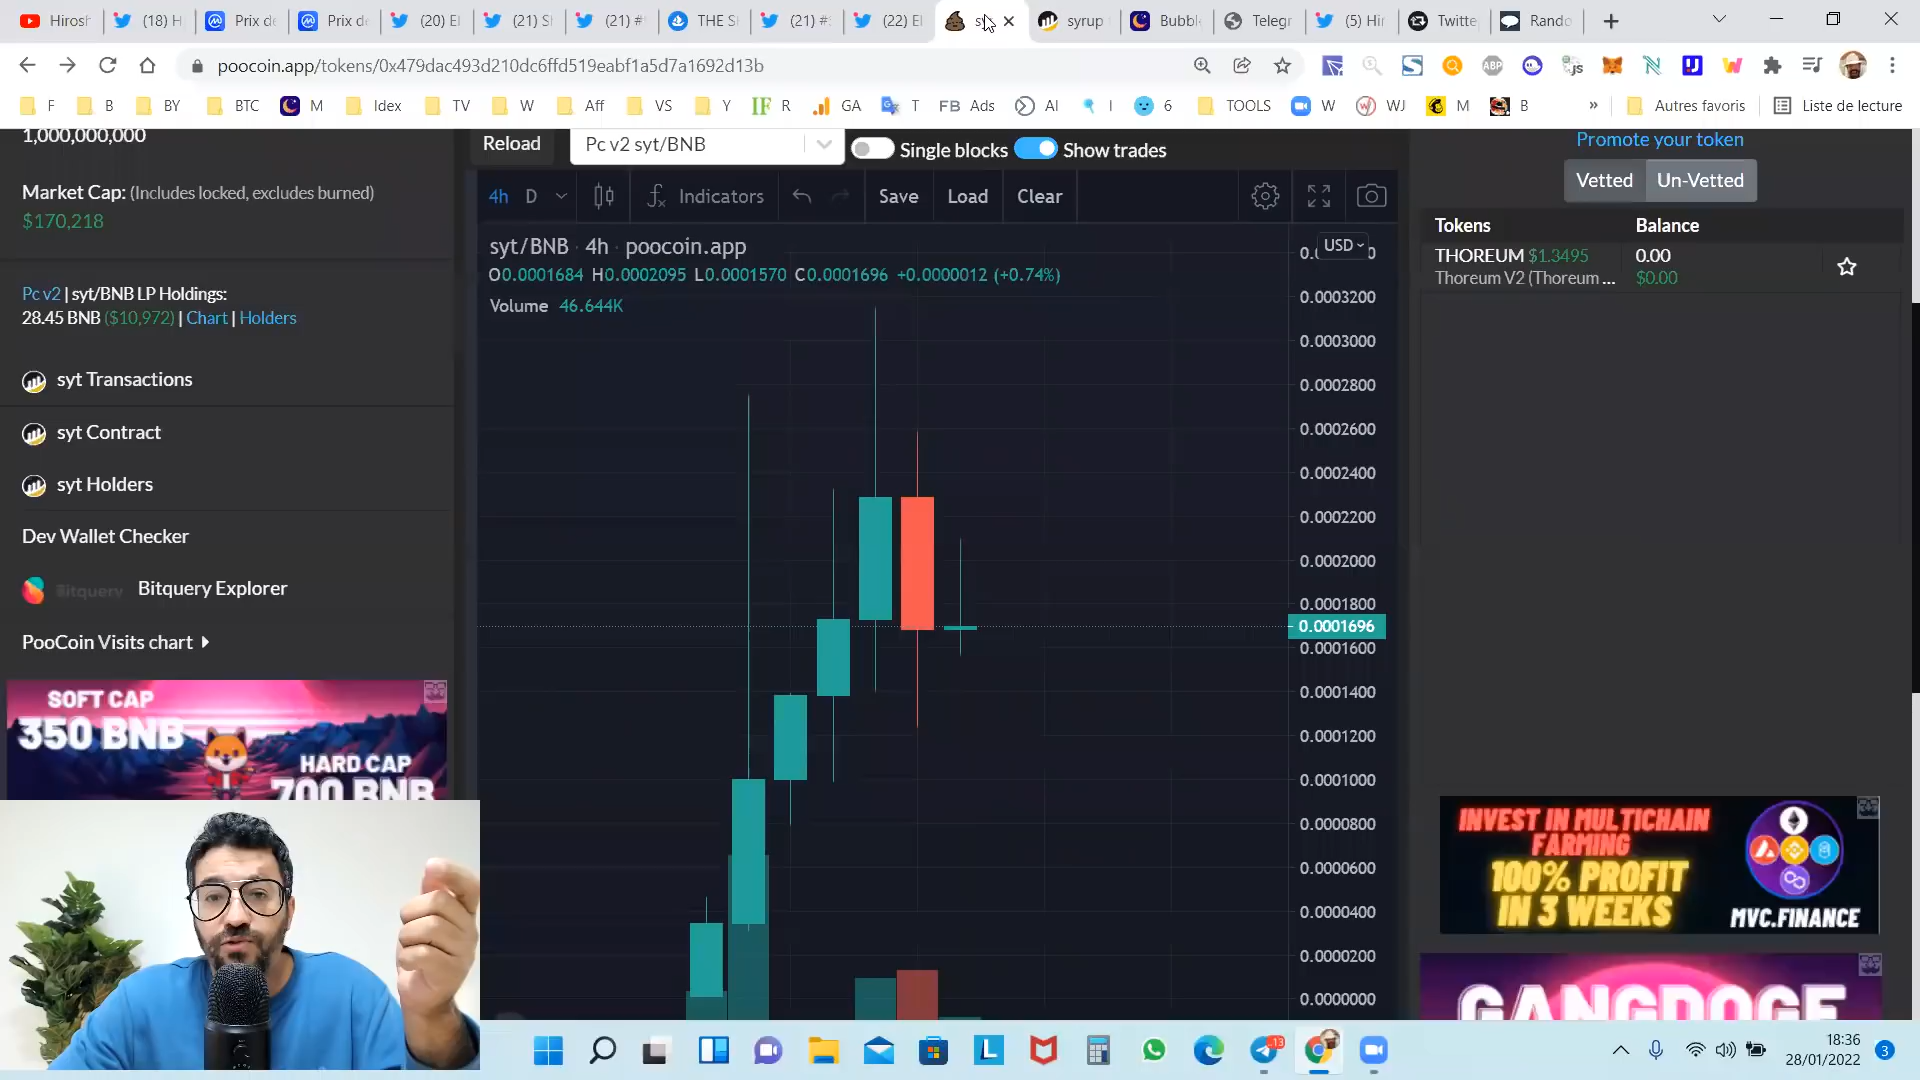 Hirosh
(18) H
Prix de
Prix de
(20) El
(21) S
(21) #
THE S
(21) #
(22) El
s
syrup
Bubbl
Telegr
(5) Hir
Twitte
Rando
poocoin.app/tokens/0x479dac493d210dc6ffd519eabf1a5d7a1692d13b
F
B
BY
BTC
M
Idex
TV
W
Aff
VS
Y
IF R
GA
T
FB Ads
AI
I
6
TOOLS
W
WJ
M
B
»
Autres favoris
Liste de lecture
1,000,000,000
Market Cap: (Includes locked, excludes burned)
$170,218
Pc v2 | syt/BNB LP Holdings:
28.45 BNB ($10,972) | Chart | Holders
syt Transactions
syt Contract
syt Holders
Dev Wallet Checker
Bitquery Bitquery Explorer
PooCoin Visits chart
SOFT CAP
350 BNB
HARD CAP
700 BNB
Reload
Pc v2 syt/BNB
Single blocks
Show trades
4h
D
Indicators
Save
Load
Clear
syt/BNB · 4h · poocoin.app
O0.0001684 H0.0002095 L0.0001570 C0.0001696 +0.0000012 (+0.74%)
Volume 46.644K
USD
0.0003200
0.0003000
0.0002800
0.0002600
0.0002400
0.0002200
0.0002000
0.0001800
0.0001696
0.0001600
0.0001400
0.0001200
0.0001000
0.0000800
0.0000600
0.0000400
0.0000200
0.0000000
Promote your token
Vetted
Un-Vetted
Tokens
Balance
THOREUM $1.3495
0.00
Thoreum V2 (Thoreum ...
$0.00
INVEST IN MULTICHAIN
FARMING
100% PROFIT
IN 3 WEEKS
MVC.FINANCE
GANGDOGE
13
18:36
28/01/2022
3